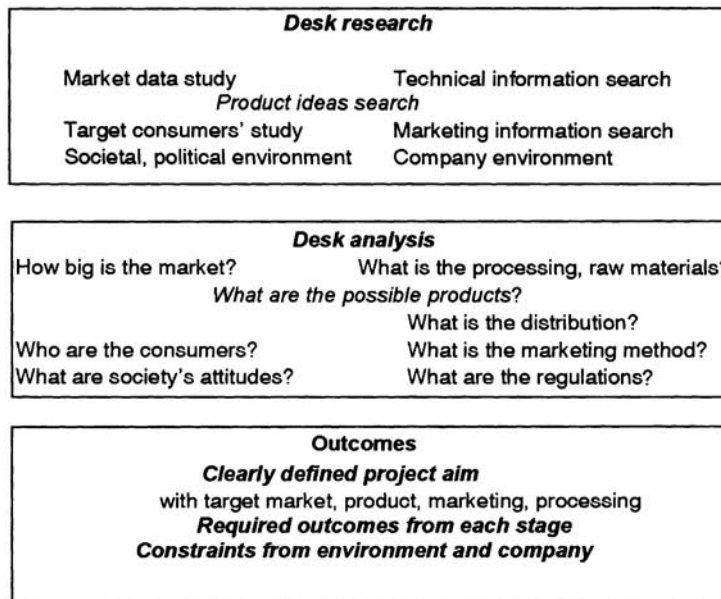 Desk research
Market data study Technical information search
Product ideas search
Target consumers' study Marketing information search
Societal, political environment Company environment
Desk analysis
How big is the market? What is the processing, raw materials?
What are the possible products?
What is the distribution?
Who are the consumers? What is the marketing method?
What are society's attitudes? What are the regulations?
Outcomes
Clearly defined project aim
with target market, product, marketing, processing
Required outcomes from each stage
Constraints from environment and company